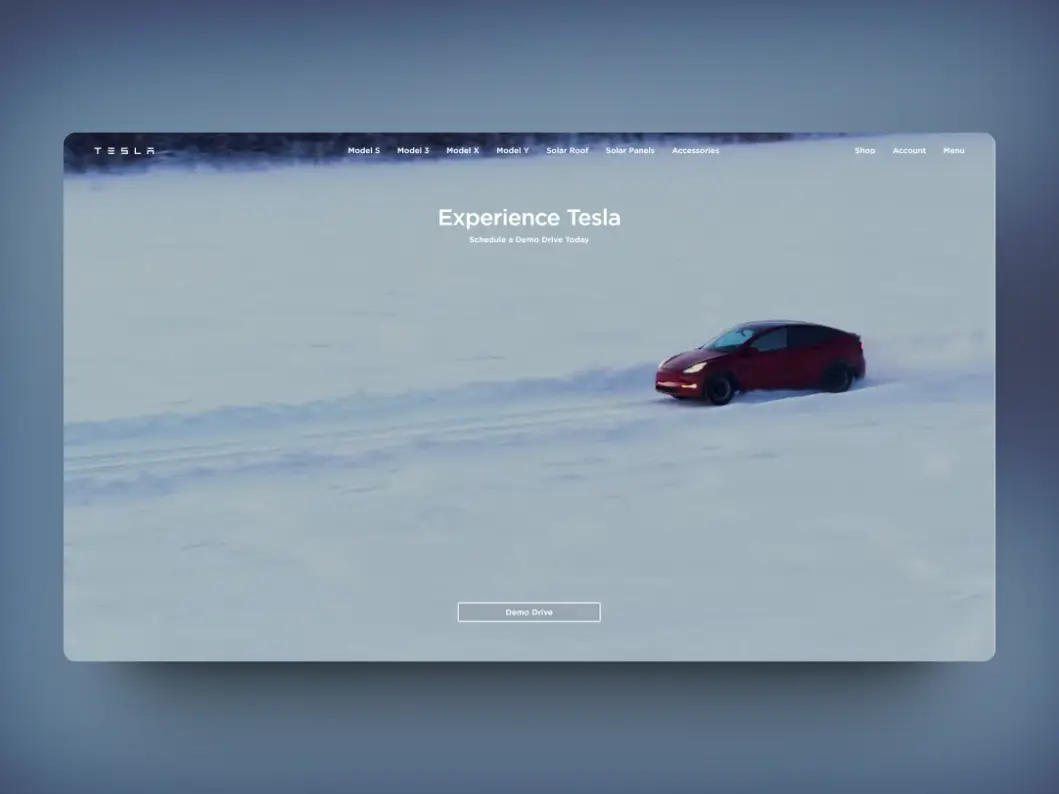 TESLA Model S Model 3 Model X Model Y Solar Roof Solar Panels Accessories Shop Account Menu
Experience Tesla
Schedule a Demo Drive Today
Demo Drive